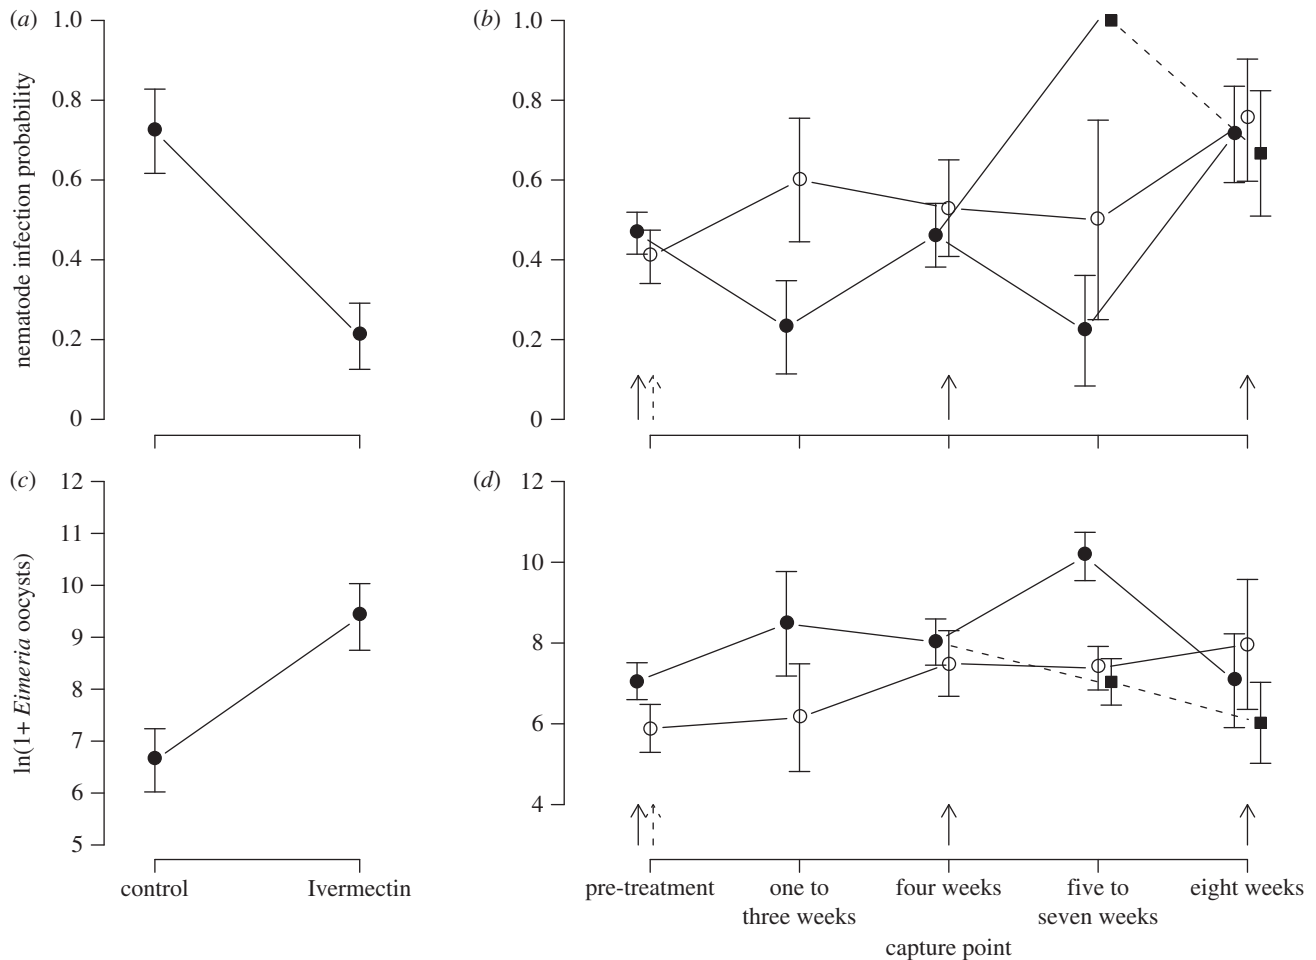 (a)
nematode infection probability
1.0
0.8
0.6
0.4
0.2
0
(b)
1.0
0.8
0.6
0.4
0.2
0
(c)
ln(1+ Eimeria oocysts)
12
11
10
9
8
7
6
5
control
Ivermectin
(d)
12
10
8
6
4
pre-treatment
one to
three weeks
four weeks
five to
seven weeks
eight weeks
capture point